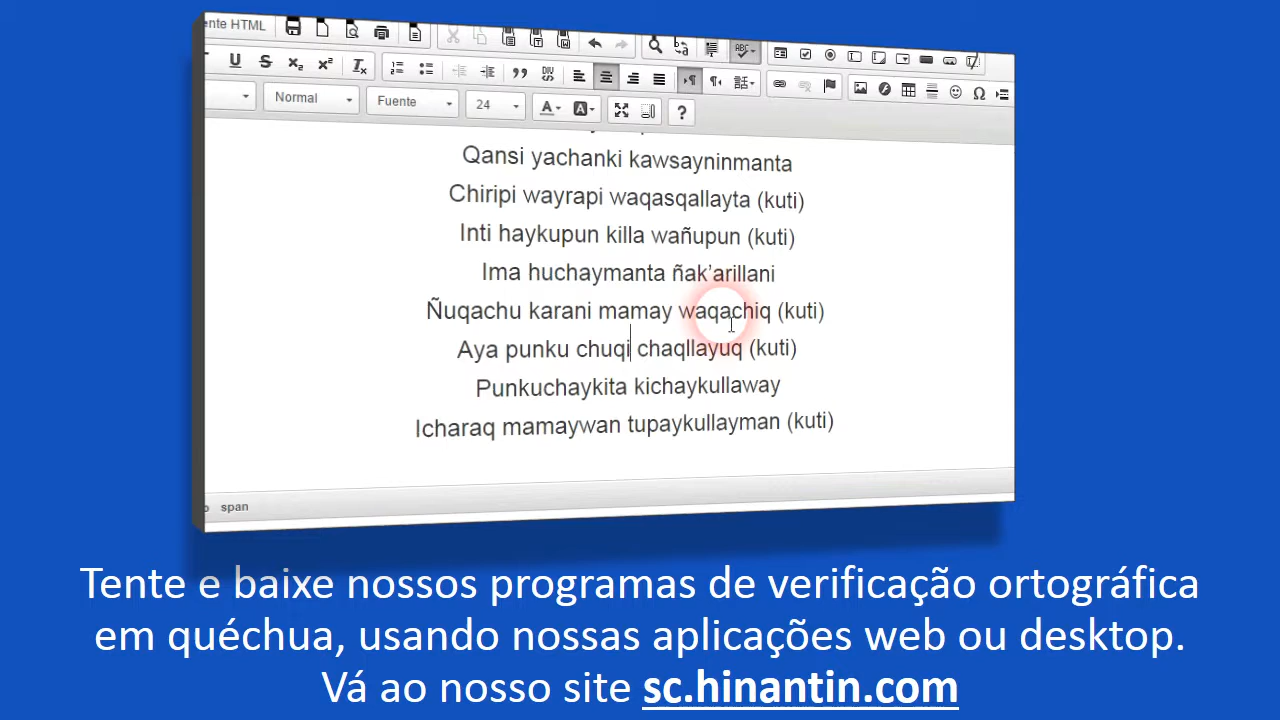 ente HTML
Normal Fuente 24
Qansi yachanki kawsayninmanta
Chiripi wayrapi waqasqallayta (kuti)
Inti haykupun killa wañupun (kuti)
Ima huchaymanta ñak'arillani
Ñuqachu karani mamay waqachiq (kuti)
Aya punku chuqi chaqllayuq (kuti)
Punkuchaykita kichaykullaway
Icharaq mamaywan tupaykullayman (kuti)
span
Tente e baixe nossos programas de verificação ortográfica
em quéchua, usando nossas aplicações web ou desktop.
Vá ao nosso site sc.hinantin.com